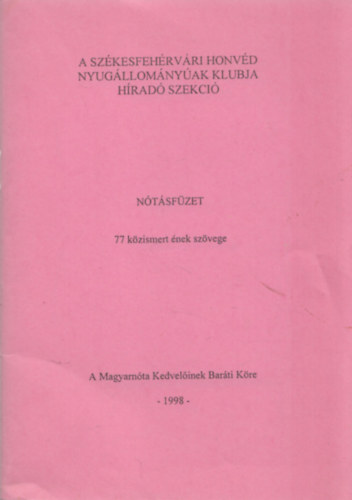 A SZÉKESFEHÉRVÁRI HONVÉD
NYUGÁLLOMÁNYÚAK KLUBJA
HÍRADÓ SZEKCIÓ
NÓTÁSFÜZET
77 közismert ének szövege
A Magyarnóta Kedvelőinek Baráti Köre
- 1998 -